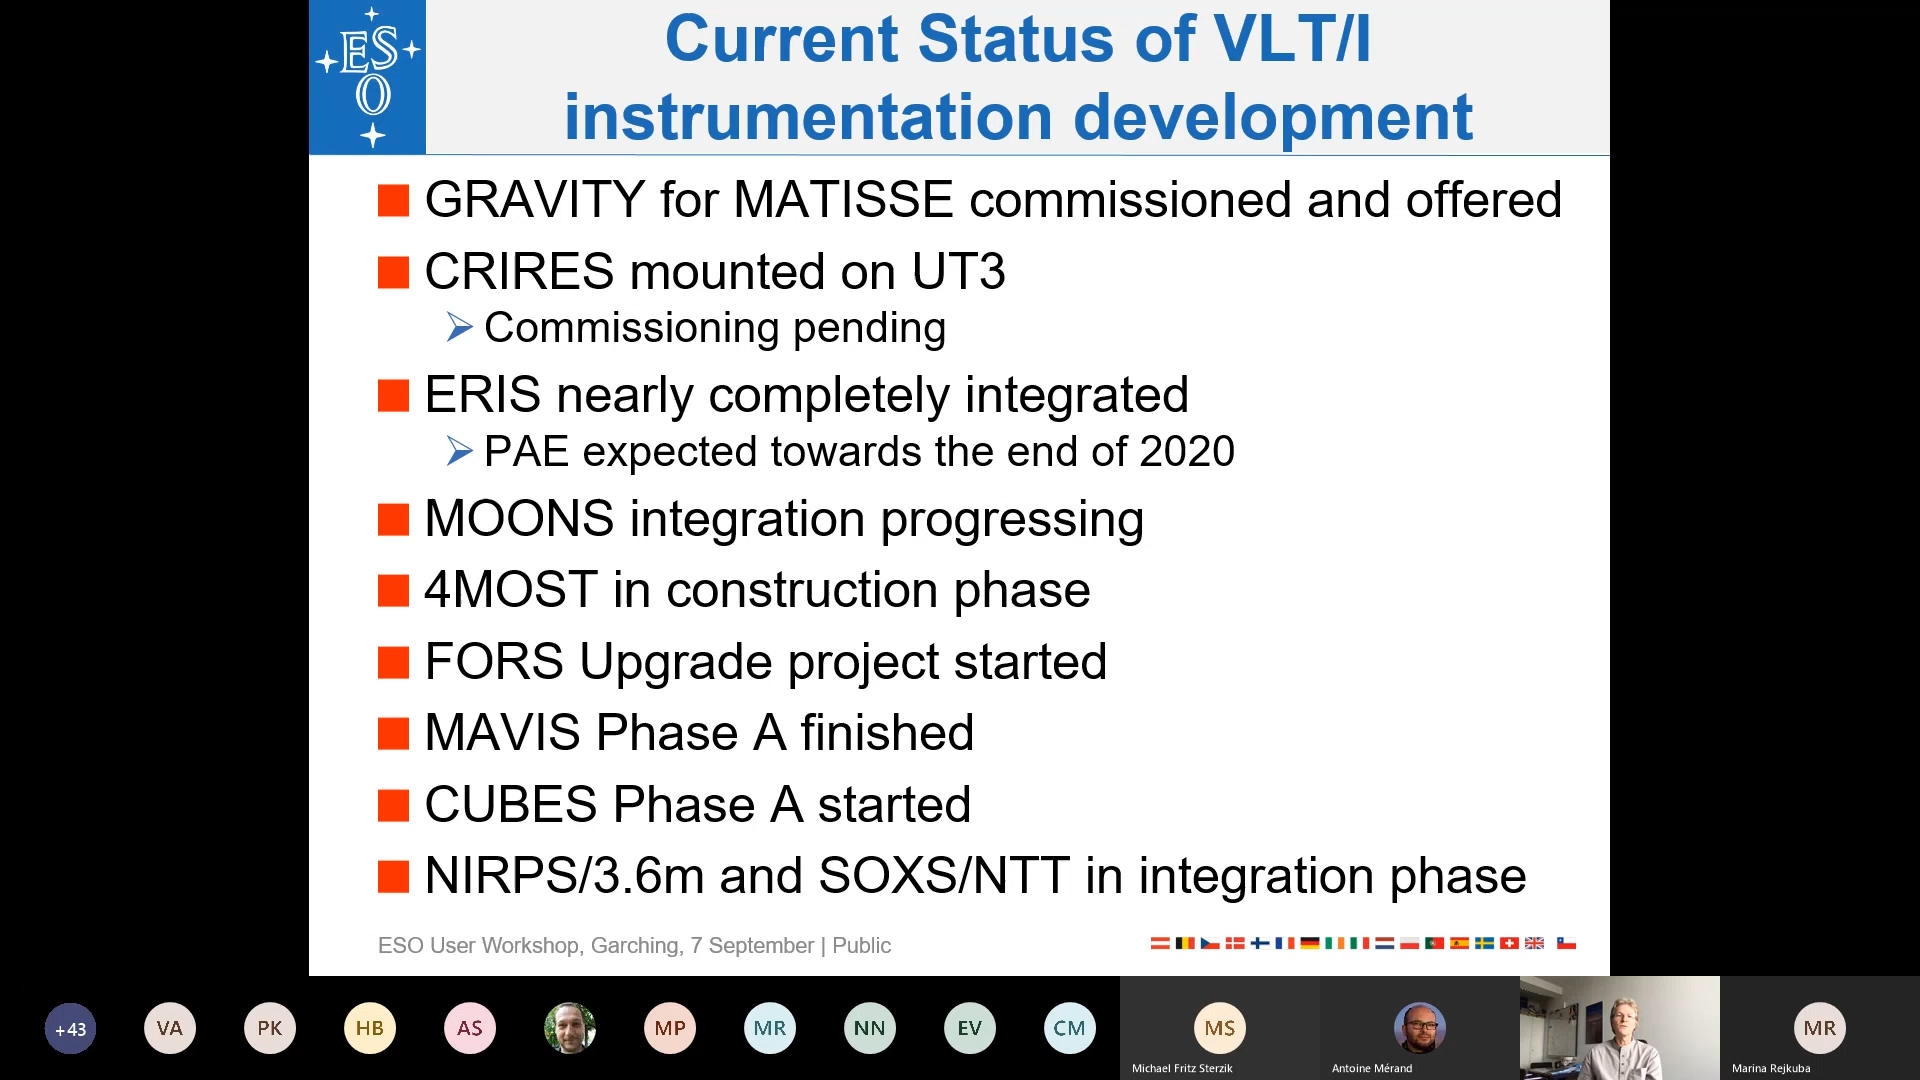 ESO
Current Status of VLT/I
instrumentation development
GRAVITY for MATISSE commissioned and offered
CRIRES mounted on UT3
Commissioning pending
ERIS nearly completely integrated
PAE expected towards the end of 2020
MOONS integration progressing
4MOST in construction phase
FORS Upgrade project started
MAVIS Phase A finished
CUBES Phase A started
NIRPS/3.6m and SOXS/NTT in integration phase
ESO User Workshop, Garching, 7 September | Public
+43
VA
PK
HB
AS
MP
MR
NN
EV
CM
MS
MR
Michael Fritz Sterzik
Antoine Mérand
Marina Rejkuba